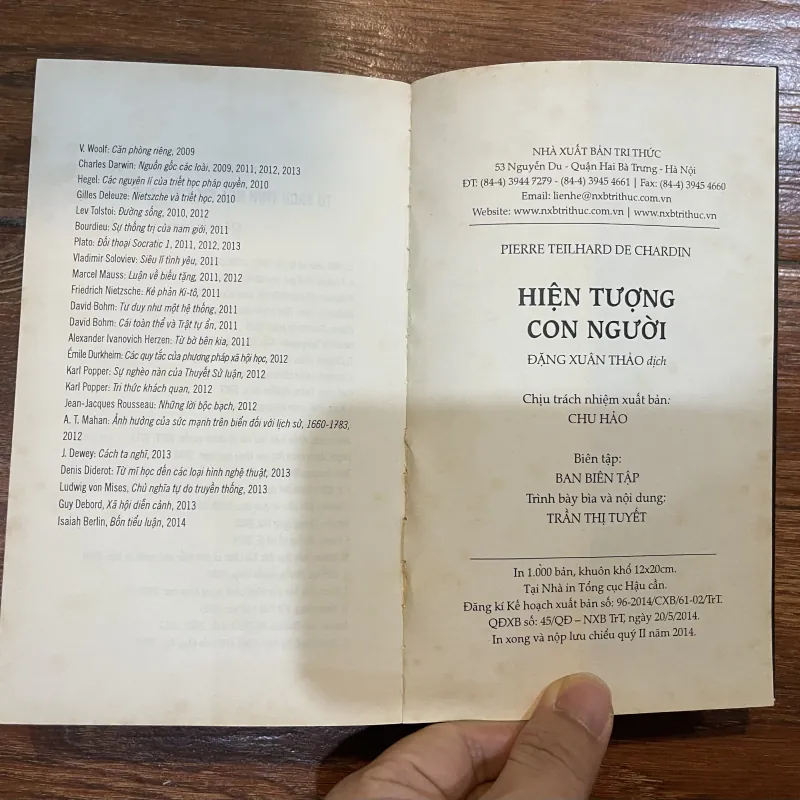 V. Woolf: Căn phòng riêng, 2009
Charles Darwin: Nguồn gốc các loài, 2009, 2011, 2012, 2013
Hegel: Các nguyên lí của triết học pháp quyền, 2010
Gilles Deleuze: Nietszche và triết học, 2010
Lev Tolstoi: Đường sống, 2010, 2012
Bourdieu: Sự thống trị của nam giới, 2011
Plato: Đối thoại Socratic 1, 2011, 2012, 2013
Vladimir Soloviev: Siêu lí tình yêu, 2011
Marcel Mauss: Luận về biếu tặng, 2011, 2012
Friedrich Nietzsche: Kẻ phản Ki-tô, 2011
David Bohm: Tư duy như một hệ thống, 2011
David Bohm: Cái toàn thể và Trật tự ẩn, 2011
Alexander Ivanovich Herzen: Từ bờ bên kia, 2011
Émile Durkheim: Các quy tắc của phương pháp xã hội học, 2012
Karl Popper: Sự nghèo nàn của Thuyết Sử luận, 2012
Karl Popper: Tri thức khách quan, 2012
Jean-Jacques Rousseau: Những lời bộc bạch, 2012
A. T. Mahan: Ảnh hưởng của sức mạnh trên biển đối với lịch sử, 1660-1783,
2012
J. Dewey: Cách ta nghĩ, 2013
Denis Diderot: Từ mĩ học đến các loại hình nghệ thuật, 2013
Ludwig von Mises, Chủ nghĩa tự do truyền thống, 2013
Guy Debord, Xã hội diễn cảnh, 2013
Isaiah Berlin, Bốn tiểu luận, 2014
NHÀ XUẤT BẢN TRI THỨC
53 Nguyễn Du - Quận Hai Bà Trưng - Hà Nội
ĐT: (84-4) 3944 7279 - (84-4) 3945 4661 | Fax: (84-4) 3945 4660
Email: lienhe@nxbtrithuc.com.vn
Website: www.nxbtrithuc.com.vn | www.nxbtrithuc.vn
PIERRE TEILHARD DE CHARDIN
HIỆN TƯỢNG
CON NGƯỜI
ĐẶNG XUÂN THẢO dịch
Chịu trách nhiệm xuất bản:
CHU HẢO
Biên tập:
BAN BIÊN TẬP
Trình bày bìa và nội dung:
TRẦN THỊ TUYẾT
In 1.000 bản, khuôn khổ 12x20cm.
Tại Nhà in Tổng cục Hậu cần.
Đăng kí Kế hoạch xuất bản số: 96-2014/CXB/61-02/TrT.
QĐXB số: 45/QĐ – NXB TrT, ngày 20/5/2014.
In xong và nộp lưu chiểu quý II năm 2014.